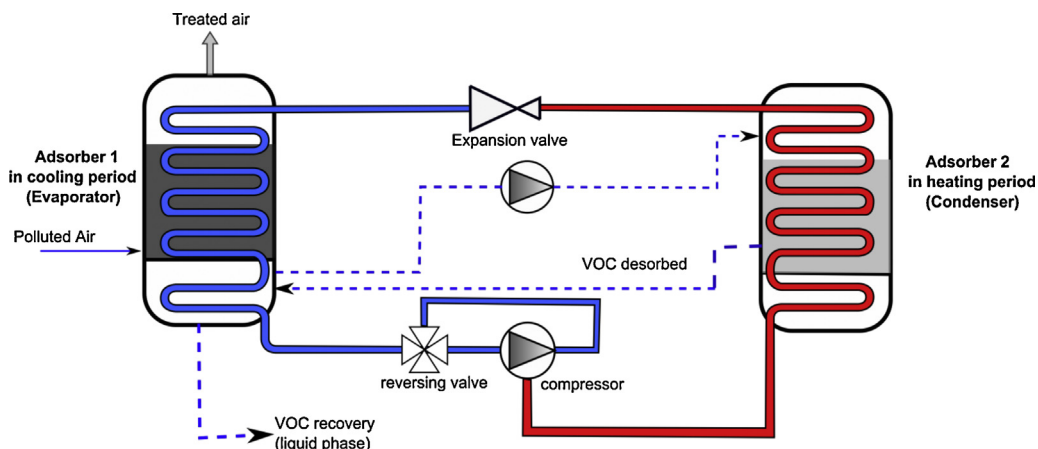 Treated air
Expansion valve
Adsorber 1
in cooling period
(Evaporator)
Adsorber 2
in heating period
(Condenser)
Polluted Air
VOC desorbed
reversing valve
compressor
VOC recovery
(liquid phase)